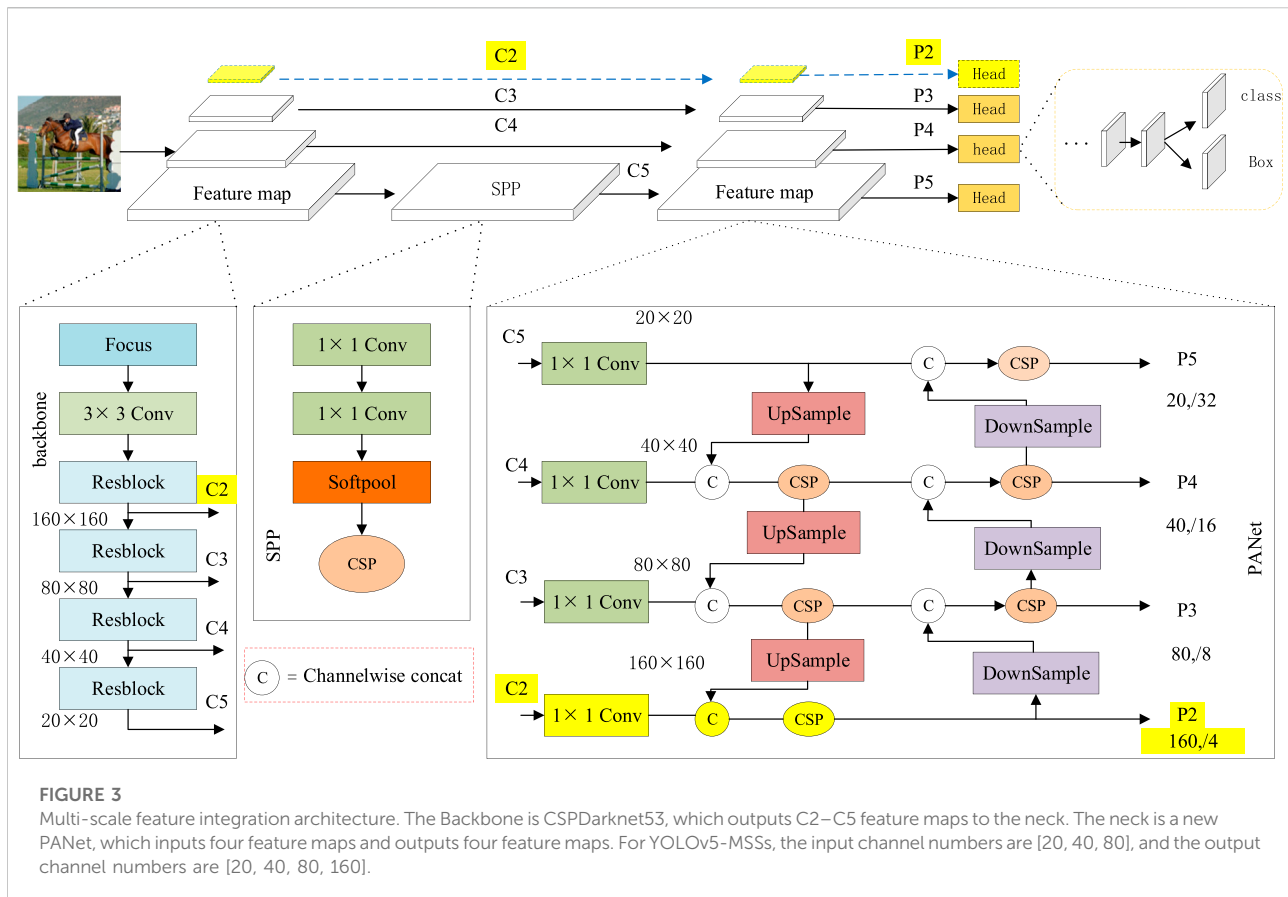 C2
P2
Head
C3
P3
Head
class
C4
P4
head
Box
Feature map
SPP
C5
Feature map
P5
Head
backbone
Focus
3× 3 Conv
Resblock
C2
160×160
Resblock
C3
80×80
Resblock
C4
40×40
Resblock
C5
20×20
SPP
1× 1 Conv
1× 1 Conv
Softpool
CSP
C = Channelwise concat
PANet
20×20
C5
1× 1 Conv
C
CSP
P5
20,/32
UpSample
DownSample
40×40
C4
1× 1 Conv
C
CSP
C
CSP
P4
40,/16
UpSample
DownSample
80×80
C3
1× 1 Conv
C
CSP
C
CSP
P3
80,/8
UpSample
DownSample
160×160
C2
1× 1 Conv
C
CSP
P2
160,/4
FIGURE 3
Multi-scale feature integration architecture. The Backbone is CSPDarknet53, which outputs C2–C5 feature maps to the neck. The neck is a new
PANet, which inputs four feature maps and outputs four feature maps. For YOLOv5-MSSs, the input channel numbers are [20, 40, 80], and the output
channel numbers are [20, 40, 80, 160].